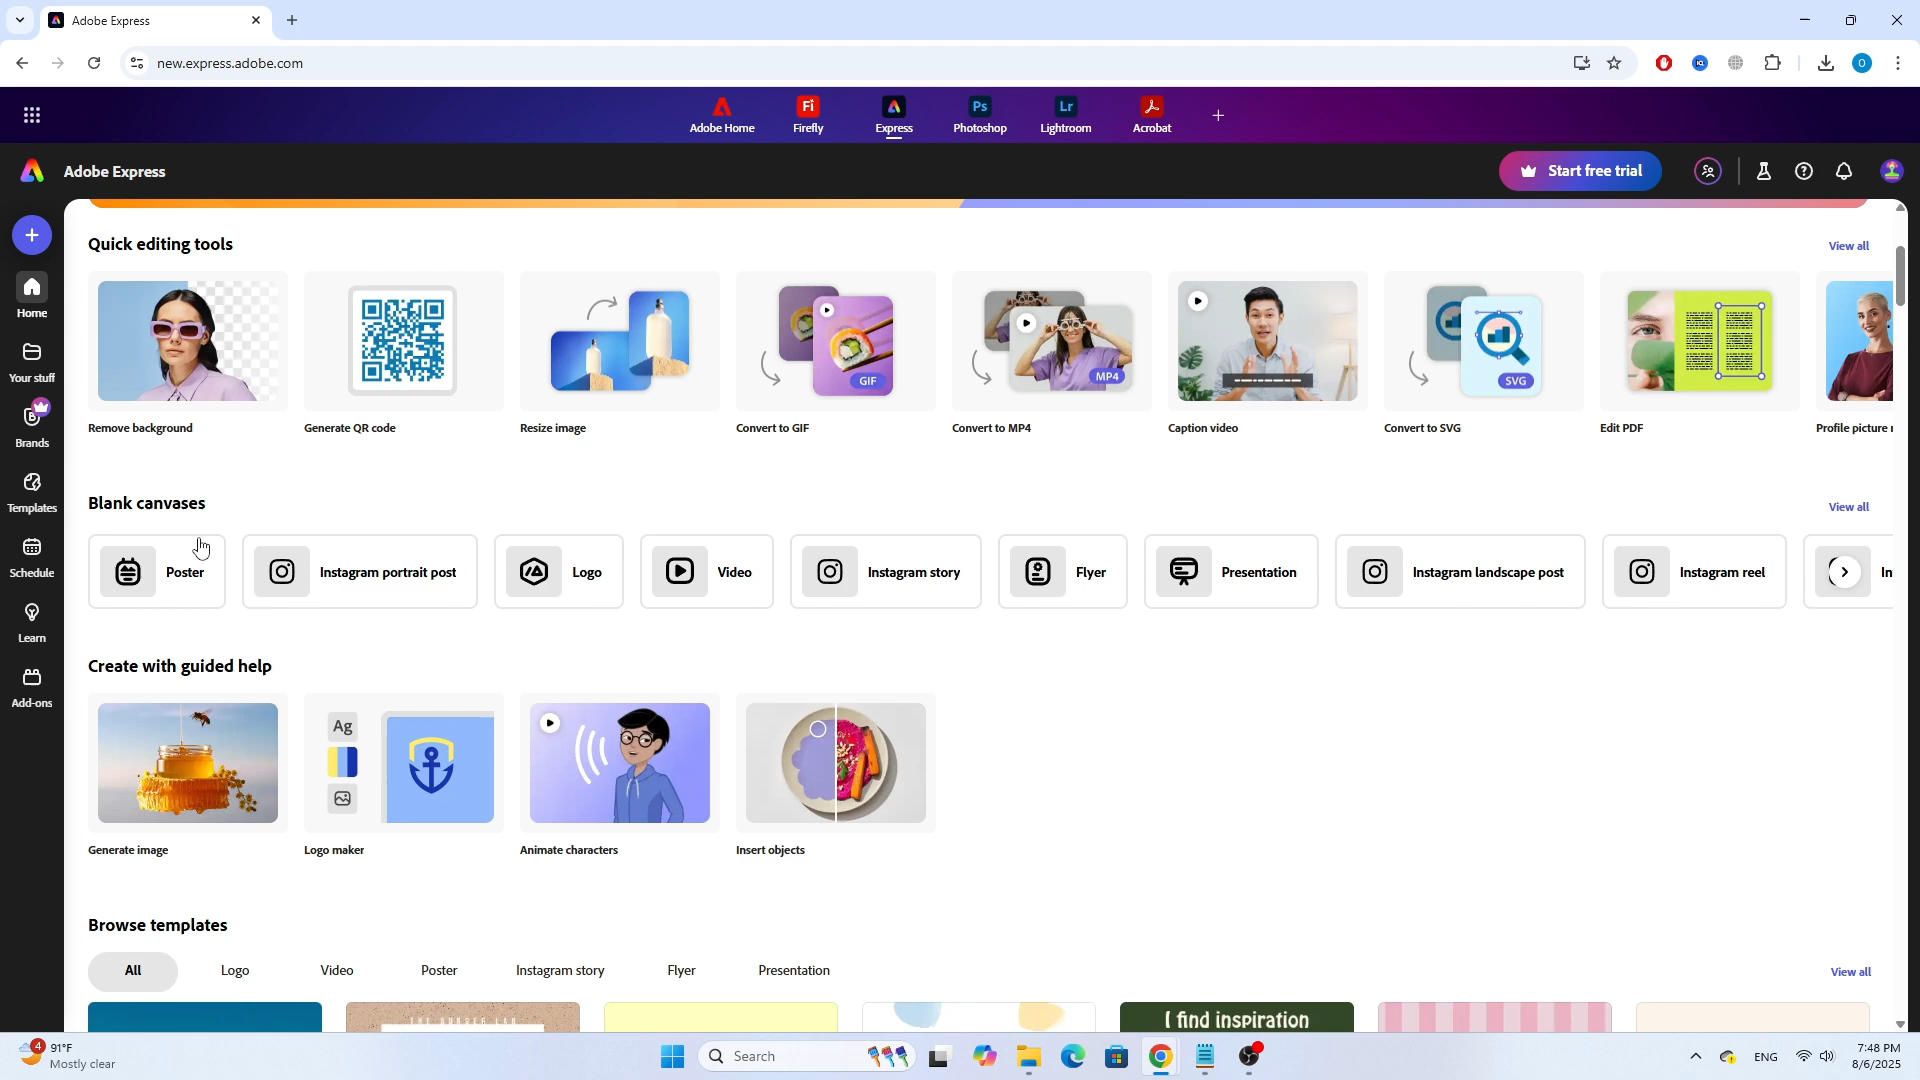 Adobe Express
new.express.adobe.com
O
Adobe Home
Fi
Firefly
Express
Ps
Photoshop
Lr
Lightroom
Acrobat
Adobe Express
Start free trial
Home
Your stuff
Brands
Templates
Schedule
Learn
Add-ons
Quick editing tools
View all
GIF
MP4
SVG
Remove background
Generate QR code
Resize image
Convert to GIF
Convert to MP4
Caption video
Convert to SVG
Edit PDF
Profile picture
Blank canvases
View all
Poster
Instagram portrait post
Logo
Video
Instagram story
Flyer
Presentation
Instagram landscape post
Instagram reel
In
Create with guided help
Ag
Generate image
Logo maker
Animate characters
Insert objects
Browse templates
All
Logo
Video
Poster
Instagram story
Flyer
Presentation
View all
I find inspiration
4
91°F
Mostly clear
Search
ENG
7:48 PM
8/6/2025